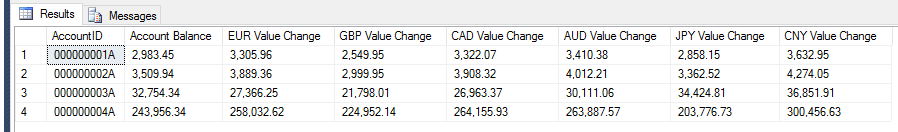 Results Messages
AccountID Account Balance EUR Value Change GBP Value Change CAD Value Change AUD Value Change JPY Value Change CNY Value Change
1 000000001A 2,983.45 3,305.96 2,549.95 3,322.07 3,410.38 2,858.15 3,632.95
2 000000002A 3,509.94 3,889.36 2,999.95 3,908.32 4,012.21 3,362.52 4,274.05
3 000000003A 32,754.34 27,366.25 21,798.01 26,963.37 30,111.06 34,424.81 36,851.91
4 000000004A 243,956.34 258,032.62 224,952.14 264,155.93 263,887.57 203,776.73 300,456.63